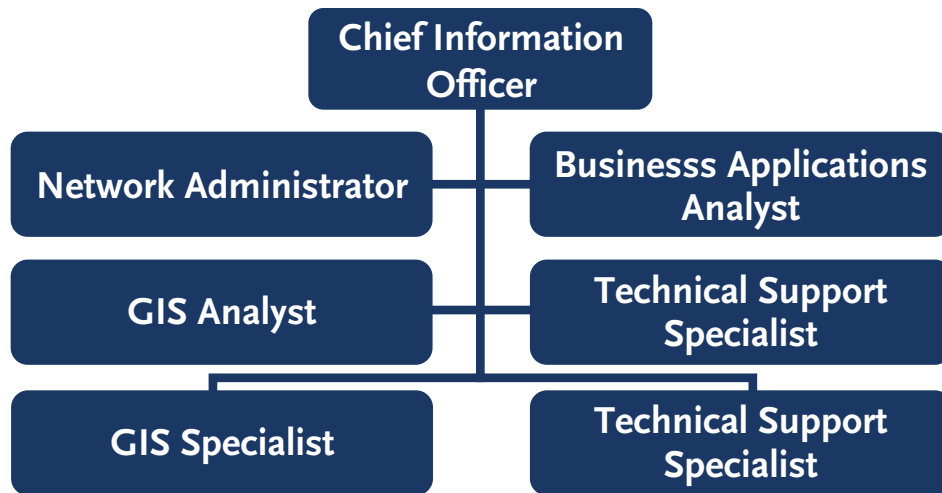 Chief Information
Officer
Network Administrator
Businesss Applications
Analyst
GIS Analyst
Technical Support
Specialist
GIS Specialist
Technical Support
Specialist